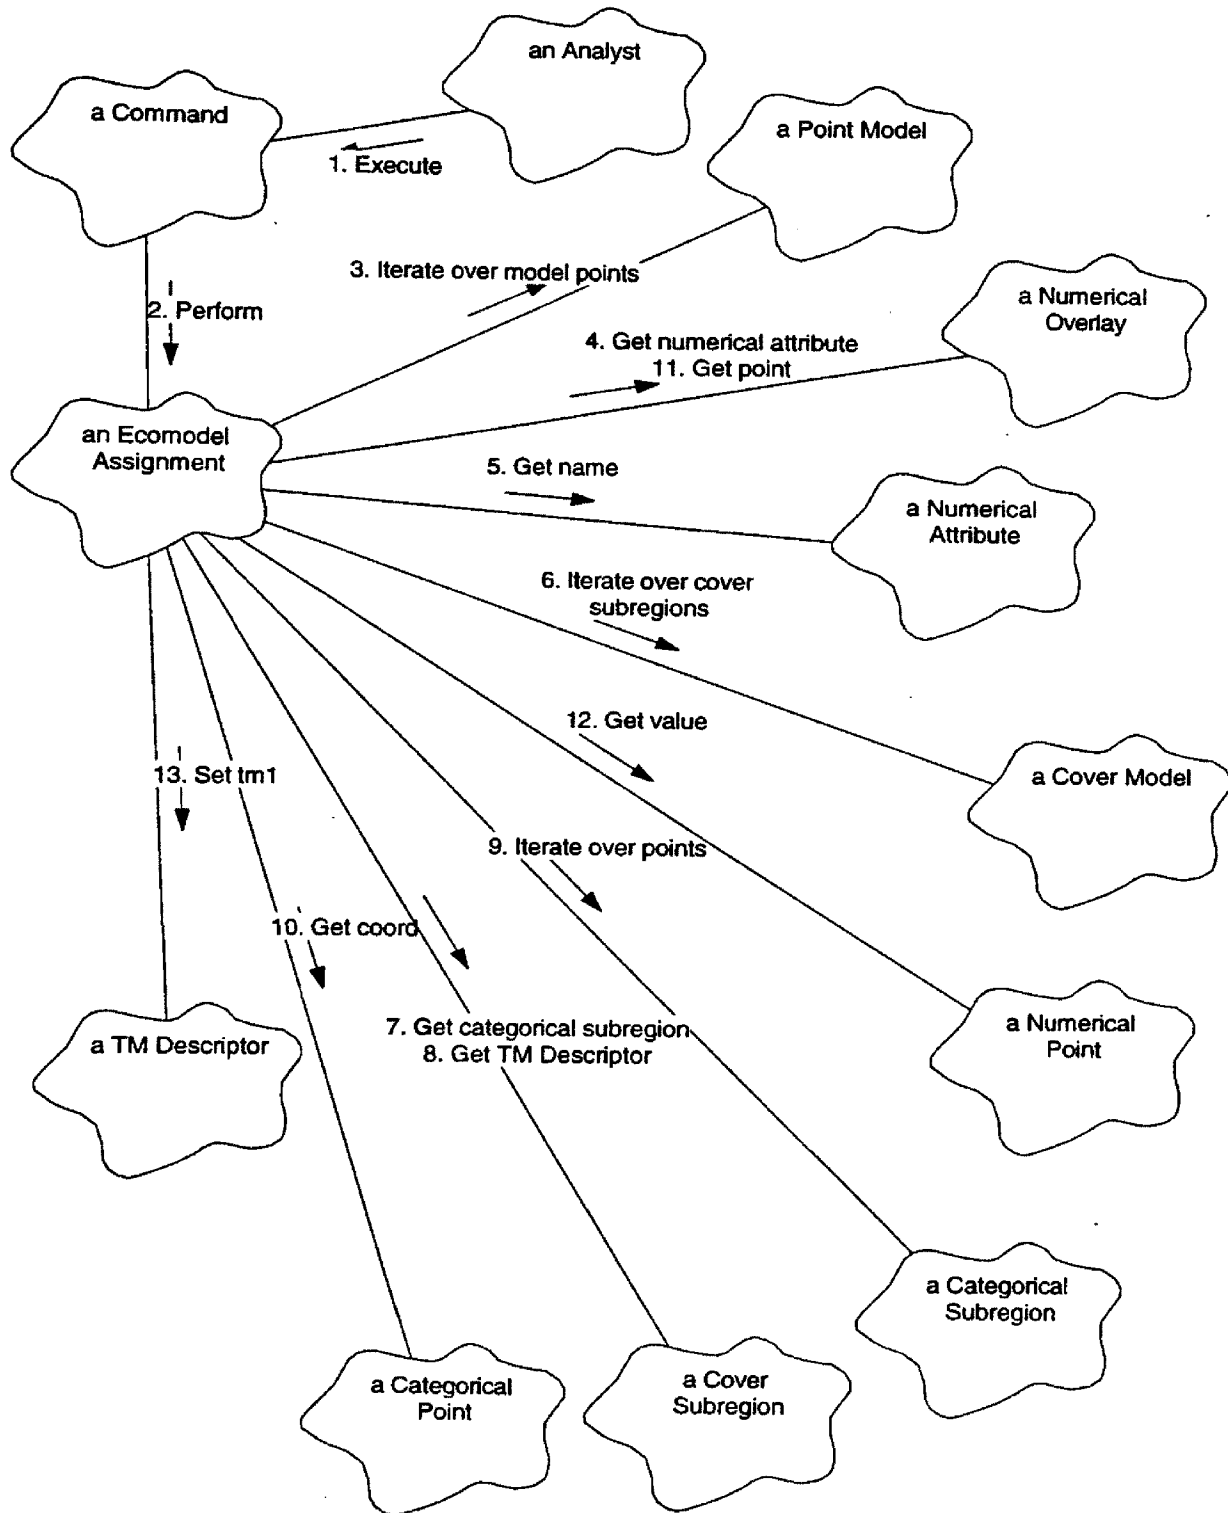 an Analyst
a Command
a Point Model
1. Execute
3. Iterate over model points
a Numerical
Overlay
2. Perform
4. Get numerical attribute
11. Get point
an Ecomodel
Assignment
5. Get name
a Numerical
Attribute
6. Iterate over cover
subregions
12. Get value
13. Set tm1
a Cover Model
9. Iterate over points
10. Get coord
7. Get categorical subregion
8. Get TM Descriptor
a TM Descriptor
a Numerical
Point
a Categorical
Subregion
a Categorical
Point
a Cover
Subregion